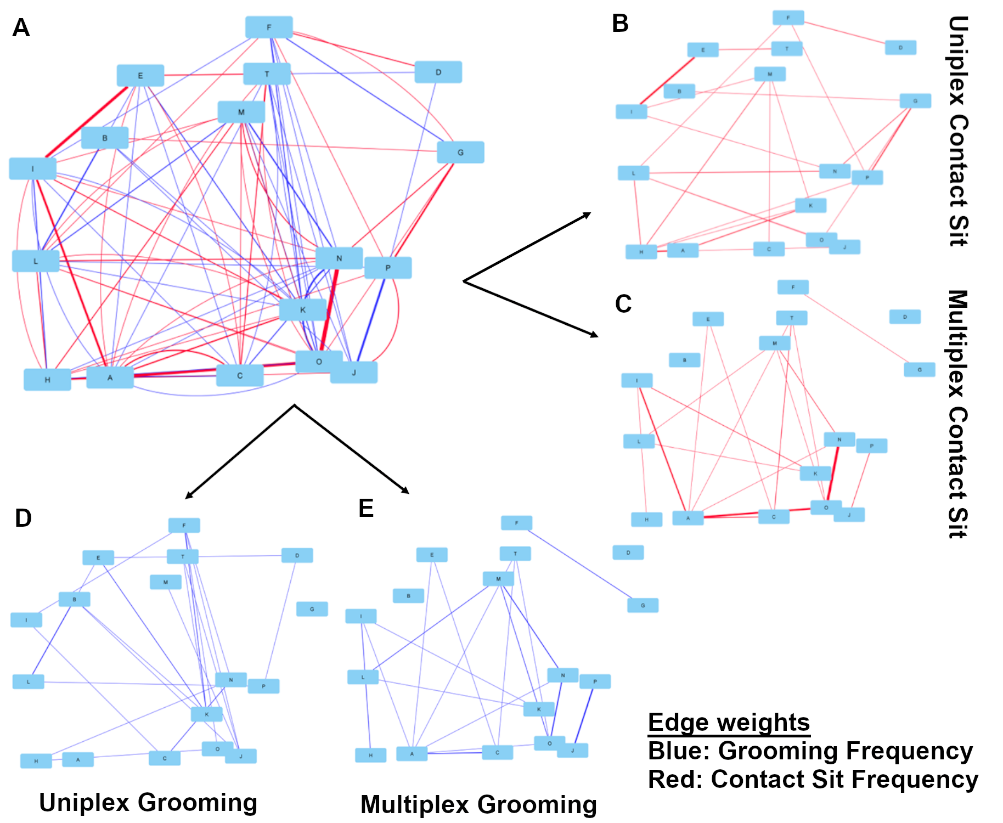 A
F
E
T
D
M
B
G
I
L
N
P
K
O
J
H
A
C
B
F
D
E
T
M
B
G
I
L
N
P
K
O
J
H
A
C
Uniplex Contact Sit
C
F
D
E
T
M
B
G
I
L
N
P
K
O
J
H
A
C
Multiplex Contact Sit
D
F
E
T
D
M
B
G
I
L
N
P
K
O
J
H
A
C
Uniplex Grooming
E
F
D
E
T
M
B
G
I
L
N
P
K
O
J
H
A
C
Multiplex Grooming
Edge weights
Blue: Grooming Frequency
Red: Contact Sit Frequency